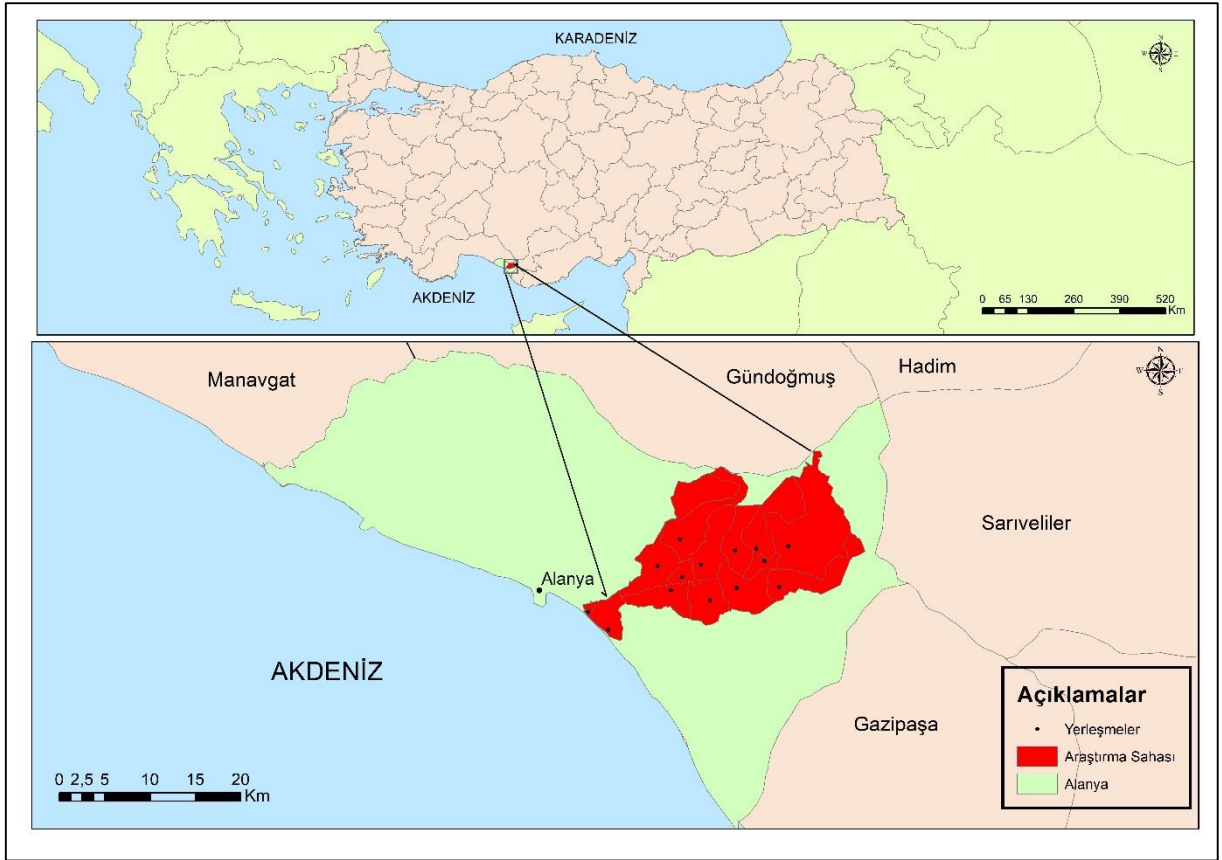 KARADENİZ
N
W E
S
AKDENİZ
0 65 130 260 390 520
Km
Manavgat
Gündoğmuş
Hadim
N
W E
S
Sarıveliler
Alanya
AKDENİZ
Gazipaşa
Açıklamalar
Yerleşmeler
Araştırma Sahası
Alanya
0 2,5 5 10 15 20
Km